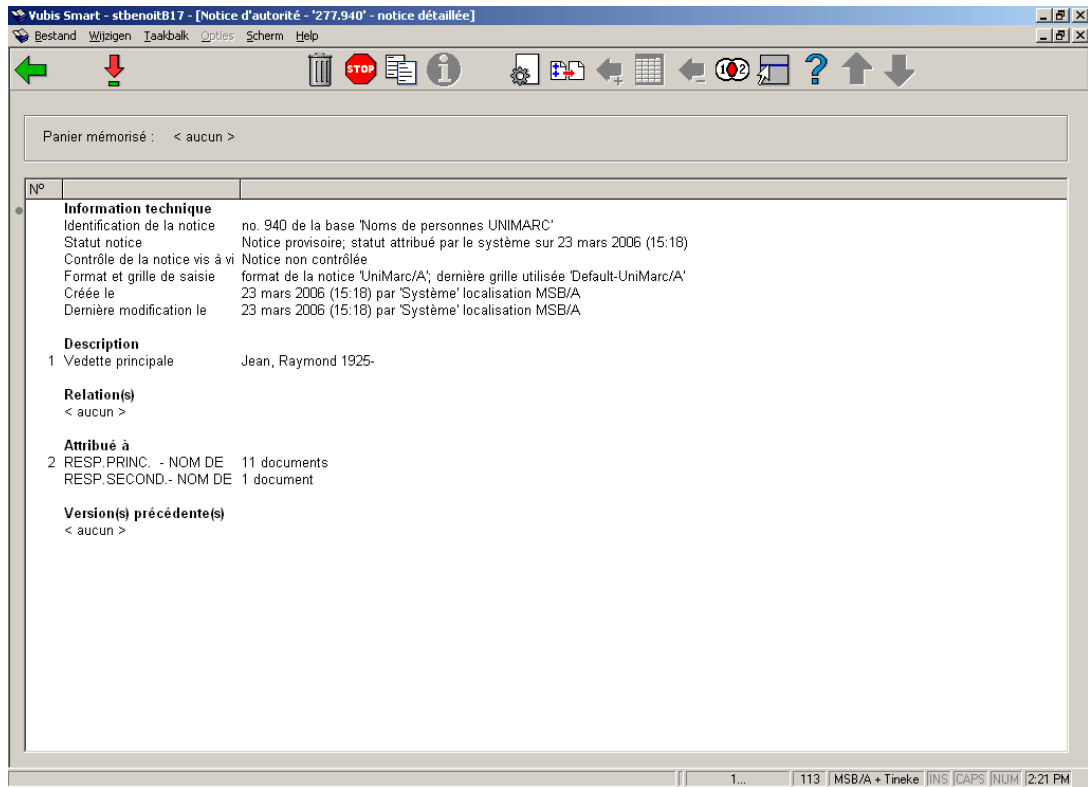 Vubis Smart - stbenoitB17 - [Notice d'autorité - '277.940' - notice détaillée]
Bestand Wijzigen Taakbalk Opties Scherm Help
STOP 1 2 ?
Panier mémorisé : < aucun >
Nº
Information technique
Identification de la notice no. 940 de la base 'Noms de personnes UNIMARC'
Statut notice Notice provisoire; statut attribué par le système sur 23 mars 2006 (15:18)
Contrôle de la notice vis à vi Notice non contrôlée
Format et grille de saisie format de la notice 'UniMarc/A'; dernière grille utilisée 'Default-UniMarc/A'
Créée le 23 mars 2006 (15:18) par 'Système' localisation MSB/A
Dernière modification le 23 mars 2006 (15:18) par 'Système' localisation MSB/A
Description
1 Vedette principale Jean, Raymond 1925-
Relation(s)
< aucun >
Attribué à
2 RESP.PRINC. - NOM DE 11 documents
RESP.SECOND.- NOM DE 1 document
Version(s) précédente(s)
< aucun >
1... 113 MSB/A + Tineke INS CAPS NUM 2:21 PM